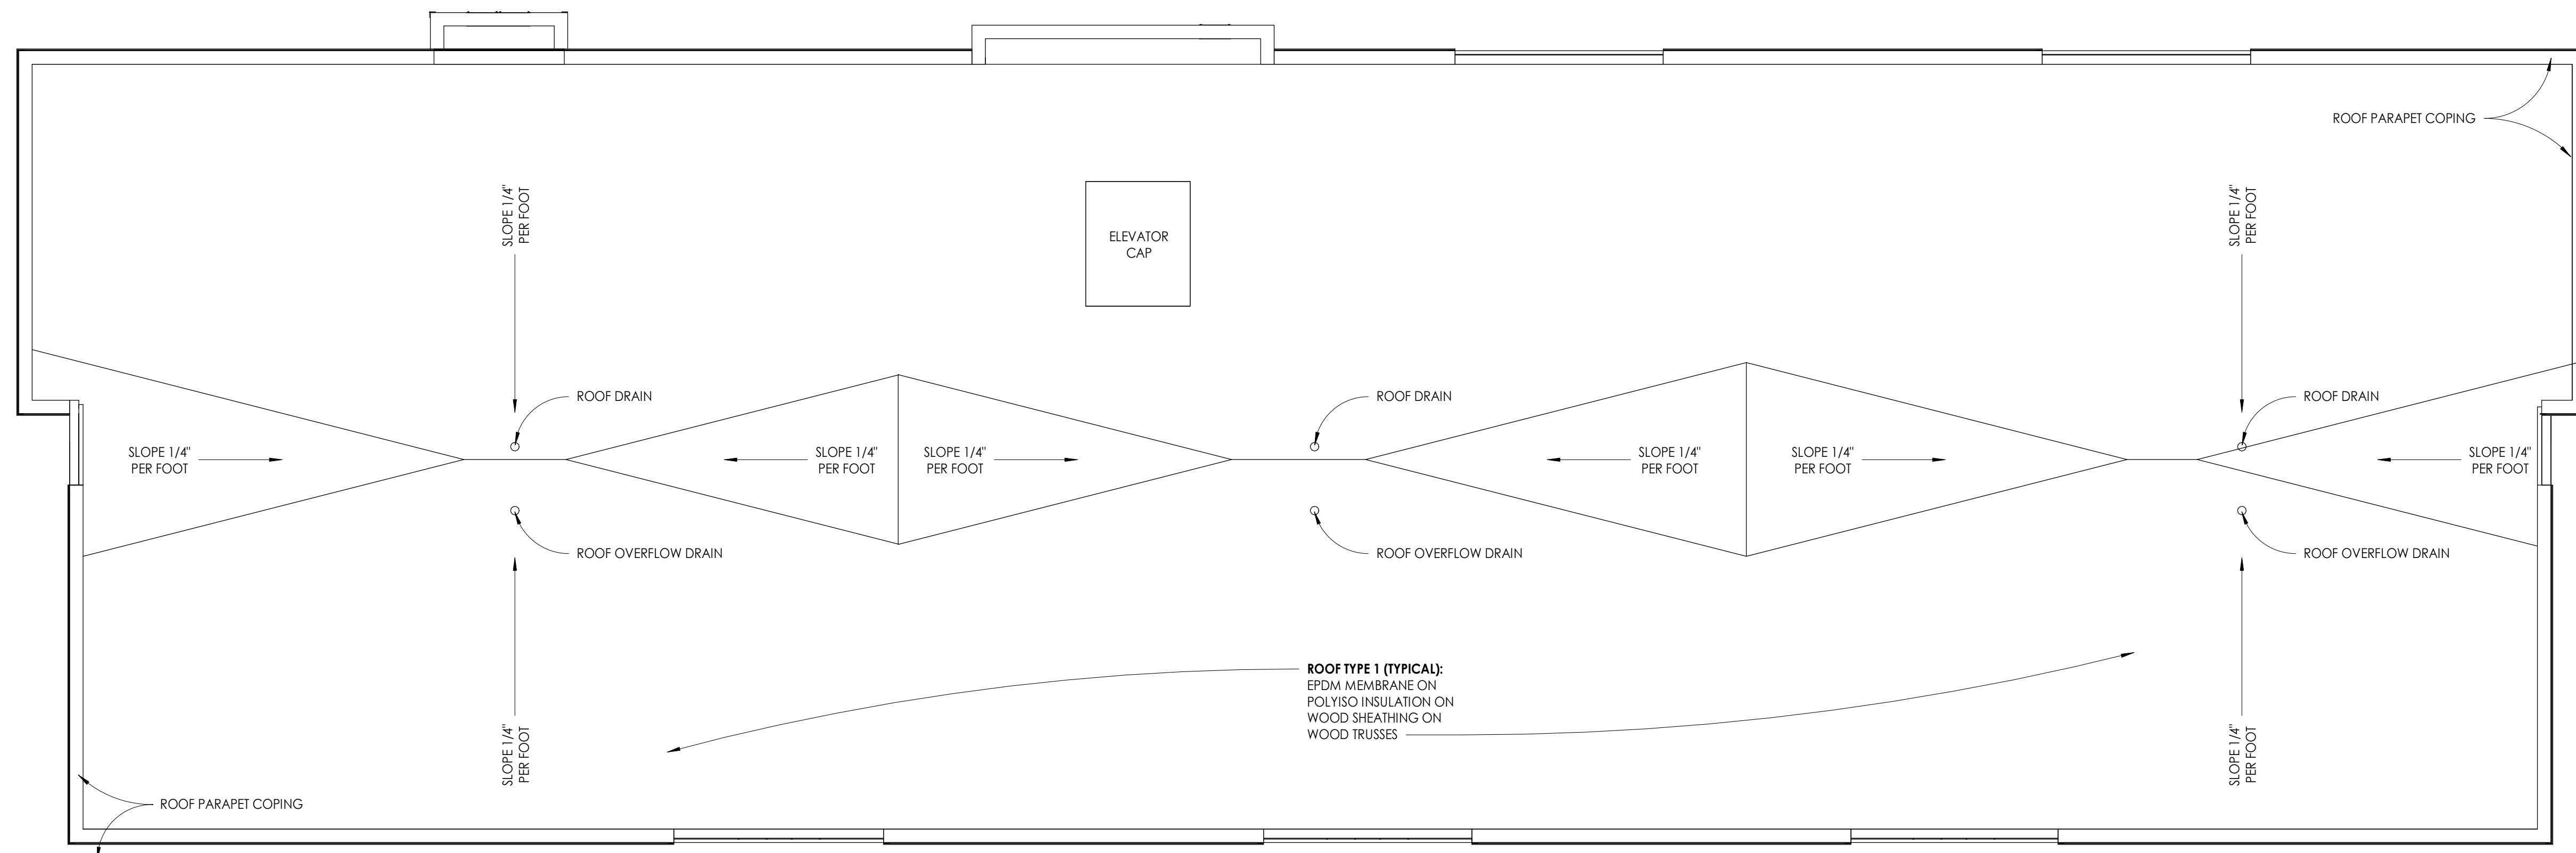 ROOF PARAPET COPING
SLOPE 1/4"
PER FOOT
SLOPE 1/4"
PER FOOT
ELEVATOR
CAP
ROOF DRAIN
ROOF DRAIN
ROOF DRAIN
SLOPE 1/4"
PER FOOT
SLOPE 1/4"
PER FOOT
SLOPE 1/4"
PER FOOT
SLOPE 1/4"
PER FOOT
SLOPE 1/4"
PER FOOT
SLOPE 1/4"
PER FOOT
ROOF OVERFLOW DRAIN
ROOF OVERFLOW DRAIN
ROOF OVERFLOW DRAIN
ROOF TYPE 1 (TYPICAL):
EPDM MEMBRANE ON
POLYISO INSULATION ON
WOOD SHEATHING ON
WOOD TRUSSES
SLOPE 1/4"
PER FOOT
SLOPE 1/4"
PER FOOT
ROOF PARAPET COPING